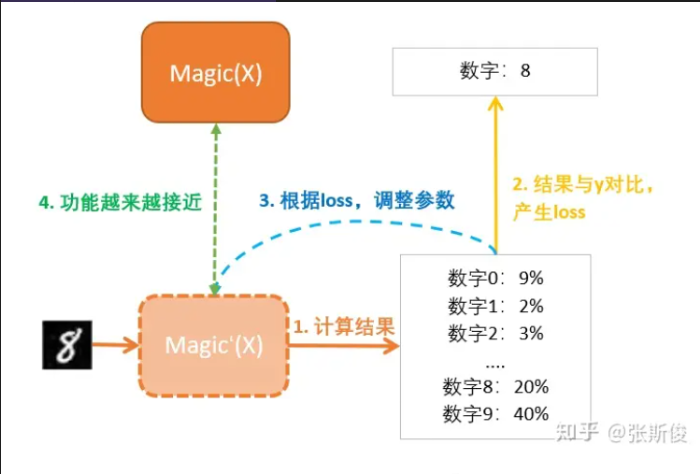 Magic(X)
数字：8
4. 功能越来越接近
3. 根据loss，调整参数
2. 结果与y对比，
产生loss
8
Magic'(X)
1. 计算结果
数字0：9%
数字1：2%
数字2：3%
....
数字8：20%
数字9：40%
知乎 @张斯俊